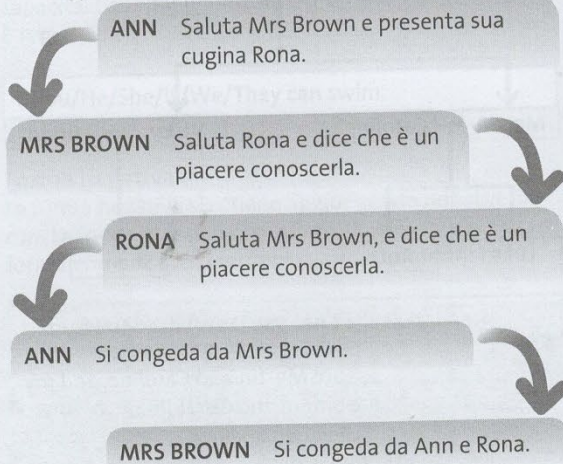 ANN Saluta Mrs Brown e presenta sua
cugina Rona.
MRS BROWN Saluta Rona e dice che è un
piacere conoscerla.
RONA Saluta Mrs Brown, e dice che è un
piacere conoscerla.
ANN Si congeda da Mrs Brown.
MRS BROWN Si congeda da Ann e Rona.